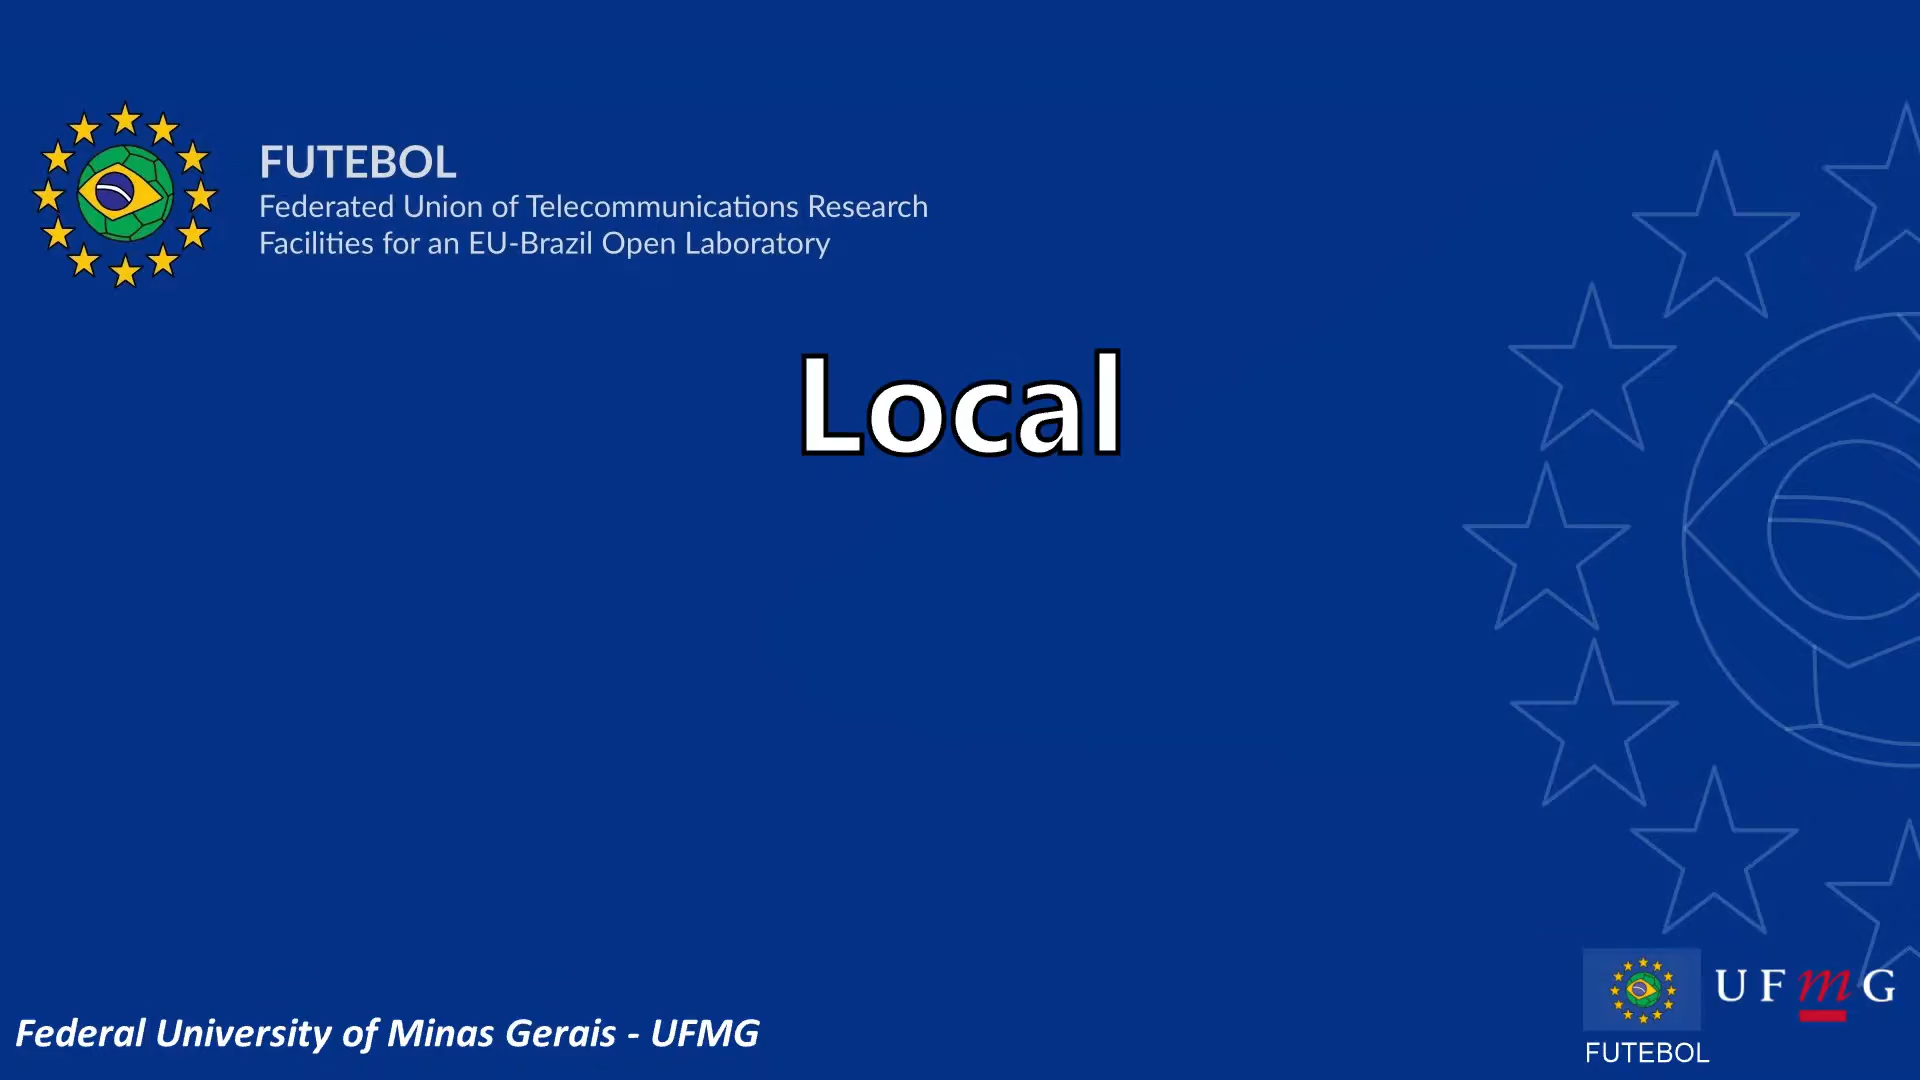 FUTEBOL
Federated Union of Telecommunications Research
Facilities for an EU-Brazil Open Laboratory
Local
Federal University of Minas Gerais - UFMG
UFmG
FUTEBOL